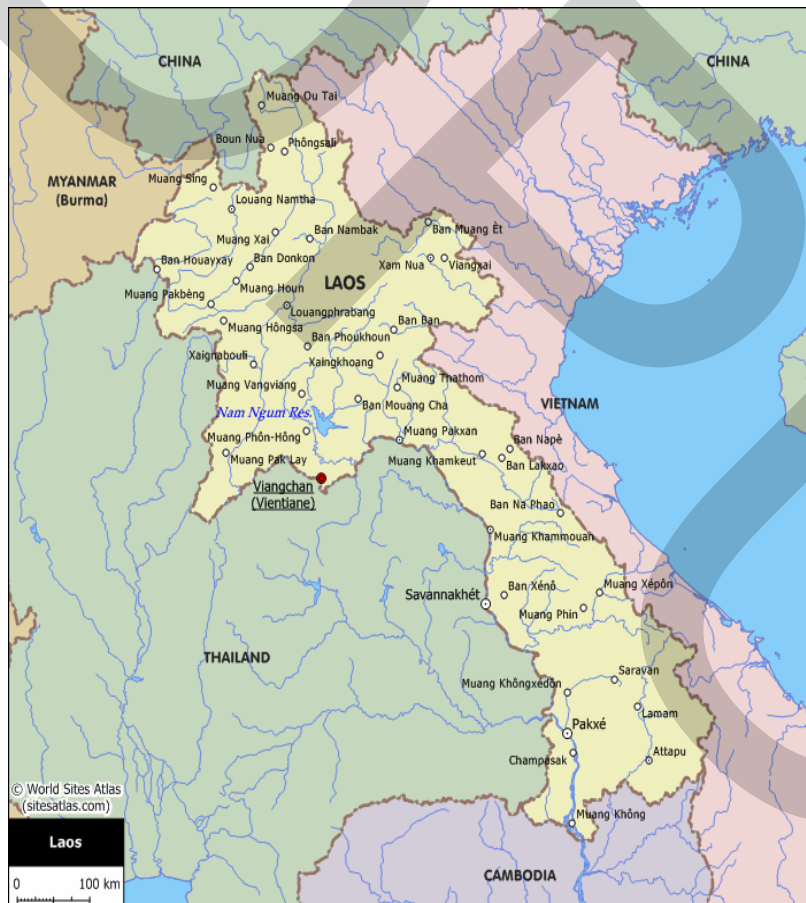 CHINA
CHINA
Muang Ou Tai
Boun Nua
Phôngsali
MYANMAR
(Burma)
Muang Sing
Louang Namtha
Ban Muang Èt
Muang Xai
Ban Nambak
Ban Houayxay
Ban Donkon
Xam Nua
Viangxai
LAOS
Muang Houn
Muang Pakbèng
Louangphrabang
Muang Hôngsa
Ban Ban
Ban Phoukhoun
Xaignabouli
Xaingkhoang
Muang Vangviang
Muang Thathom
Ban Mouang Cha
VIETNAM
Nam Ngum Res.
Muang Phôn-Hông
Muang Pakxan
Ban Napè
Muang Pak Lay
Muang Khamkeut
Ban Lakxao
Viangchan
(Vientiane)
Ban Na Phao
Muang Khammouan
Ban Xénô
Muang Xépôn
Savannakhét
Muang Phin
THAILAND
Saravan
Muang Khôngxédôn
Lamam
Pakxé
Champasak
Attapu
© World Sites Atlas
(sitesatlas.com)
Muang Không
Laos
CAMBODIA
0 100 km